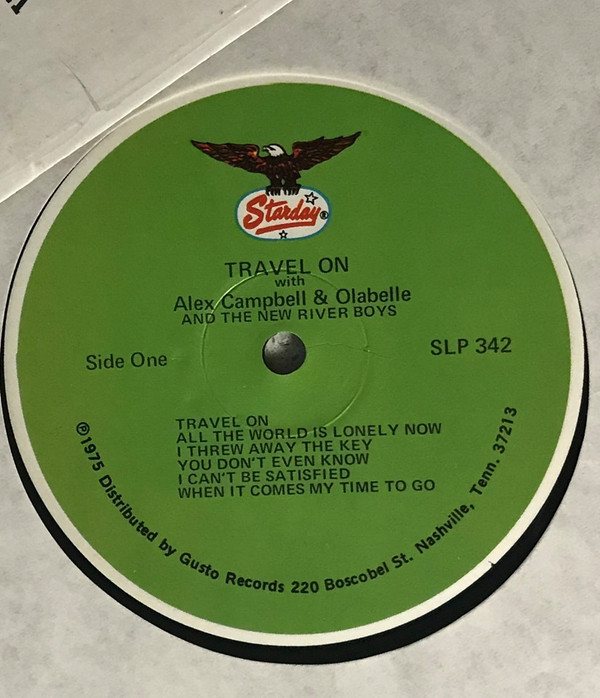 Starday®
TRAVEL ON
with
Alex Campbell & Olabelle
AND THE NEW RIVER BOYS
Side One
SLP 342
TRAVEL ON
ALL THE WORLD IS LONELY NOW
I THREW AWAY THE KEY
YOU DON'T EVEN KNOW
I CAN'T BE SATISFIED
WHEN IT COMES MY TIME TO GO
℗1975 Distributed by Gusto Records 220 Boscobel St. Nashville, Tenn. 37213